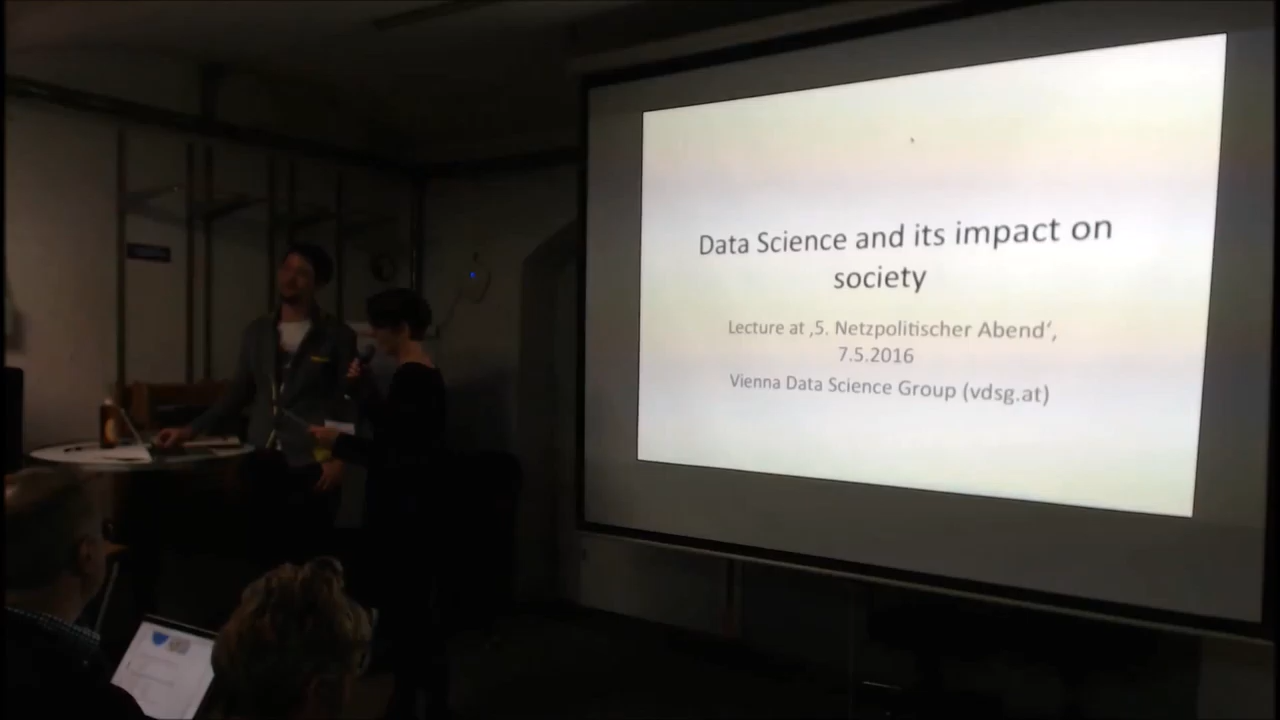 Data Science and its impact on
society
Lecture at ‚5. Netzpolitischer Abend‘,
7.5.2016
Vienna Data Science Group (vdsg.at)